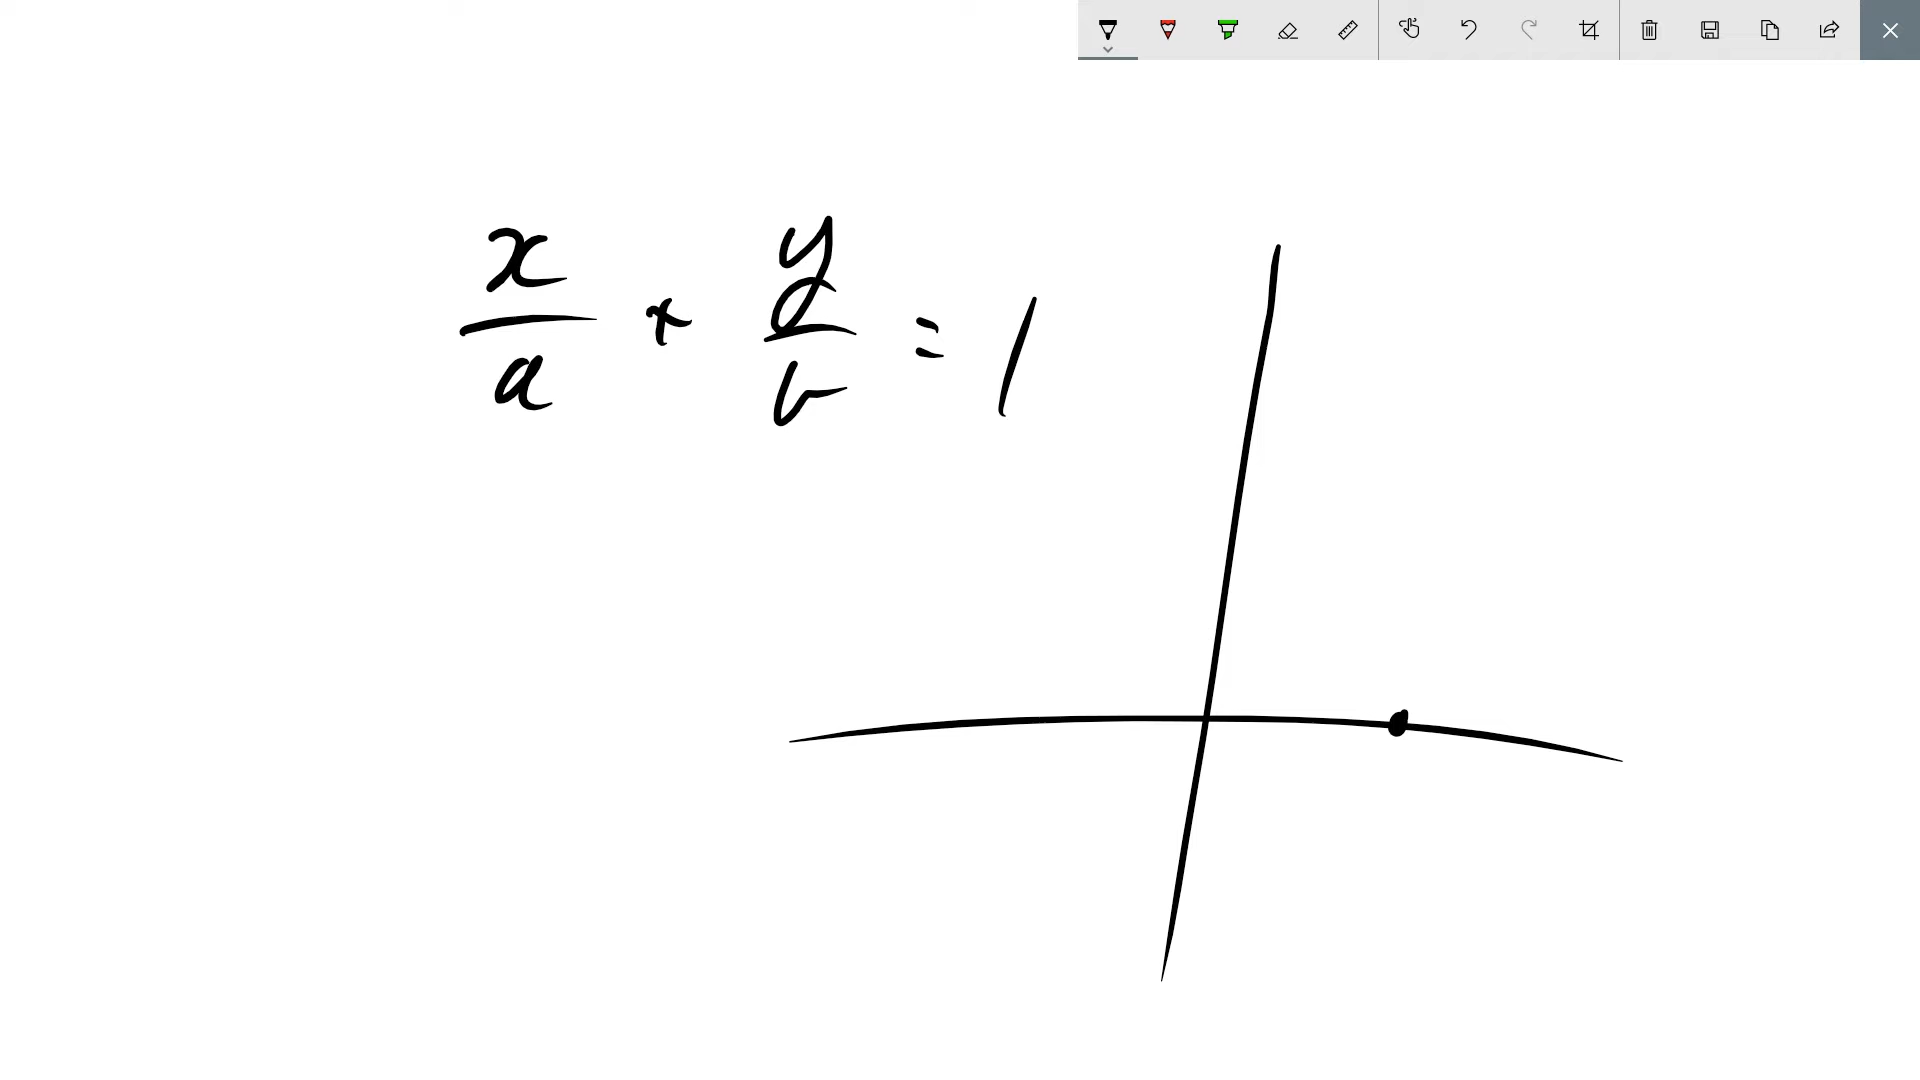 x/a + y/b = 1